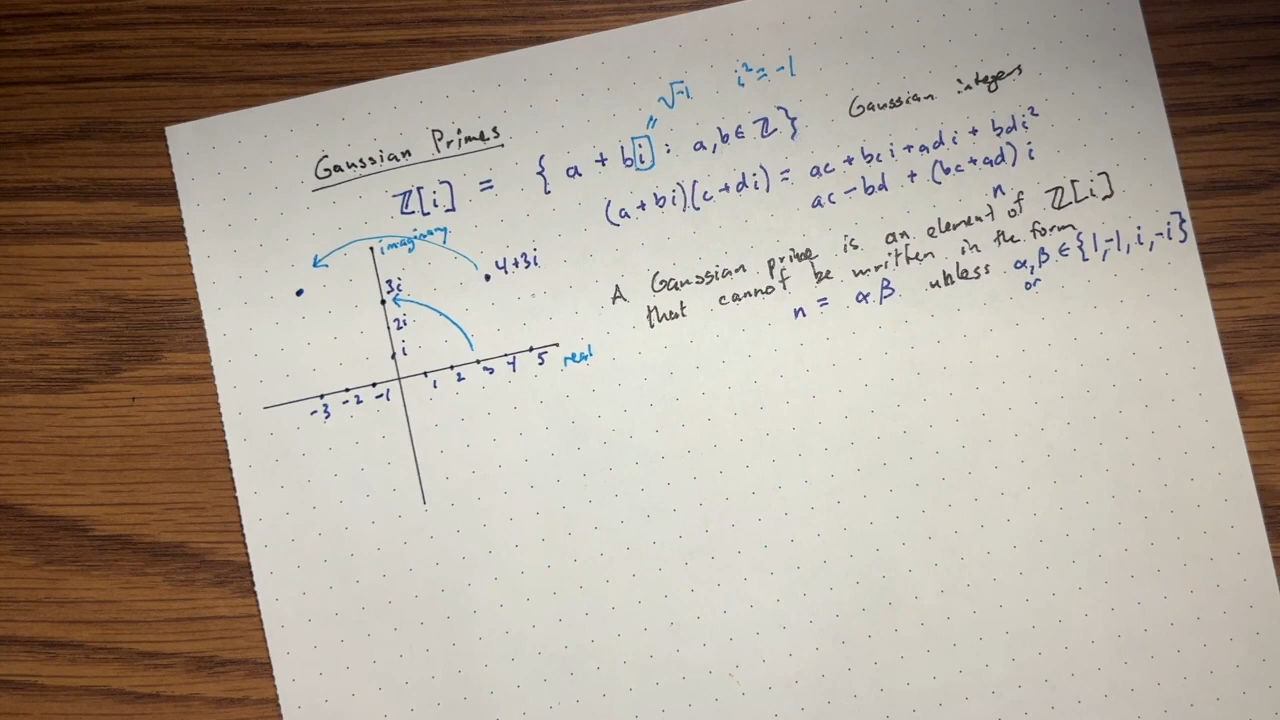 Gaussian Primes
ℤ[i] = { a + bi : a, b ∈ ℤ }
"
√-1 i² = -1
Gaussian integers
(a + bi)(c + di) = ac + bci + adi + bdi²
ac - bd + (bc + ad) i
A Gaussian prime is an element n of ℤ[i]
that cannot be written in the form
n = α·β unless α, β ∈ {1, -1, i, -i}
or
imaginary
4+3i
3i
2i
i
-3 -2 -1 1 2 3 4 5 real